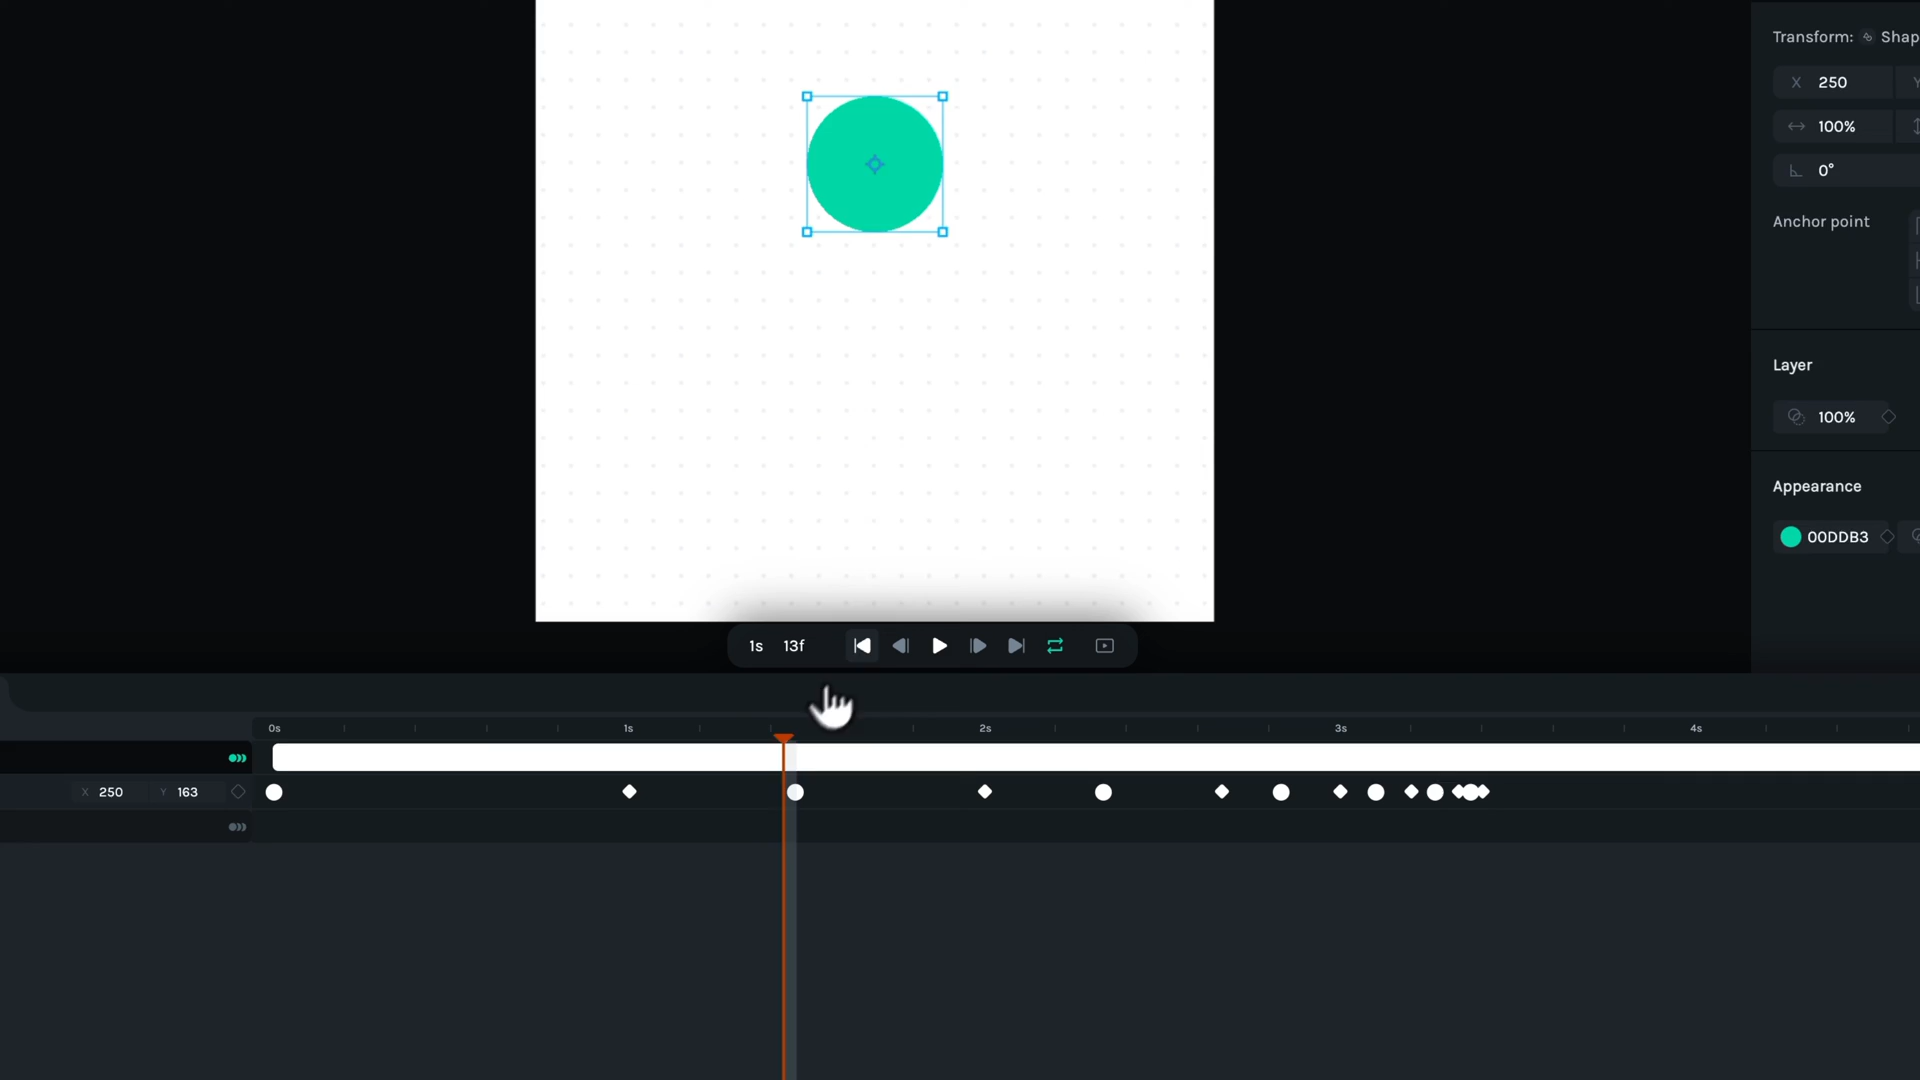 Transform: Shap
X 250 Y
100%
0°
Anchor point
Layer
100%
Appearance
00DDB3
1s 13f
0s 1s 2s 3s 4s
X 250 Y 163